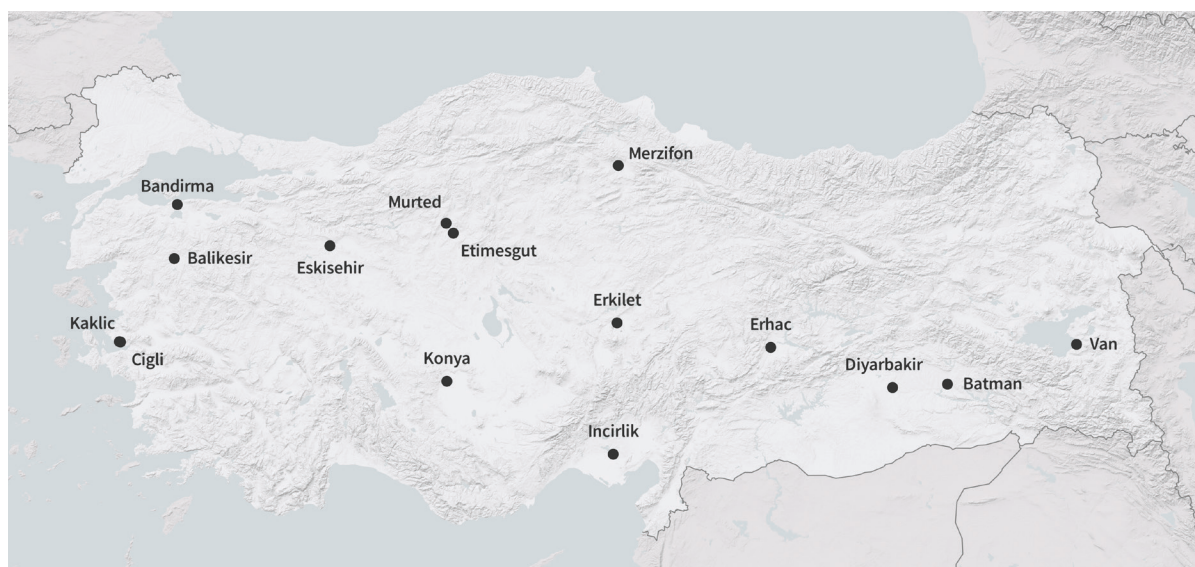 Merzifon
Bandirma
Murted
Etimesgut
Balikesir
Eskisehir
Erkilet
Kaklic
Erhac
Van
Cigli
Konya
Diyarbakir
Batman
Incirlik